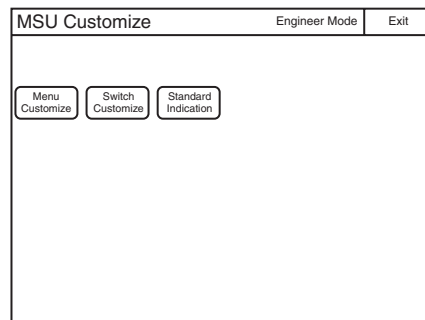 MSU Customize Engineer Mode Exit
Menu Switch Standard
Customize Customize Indication